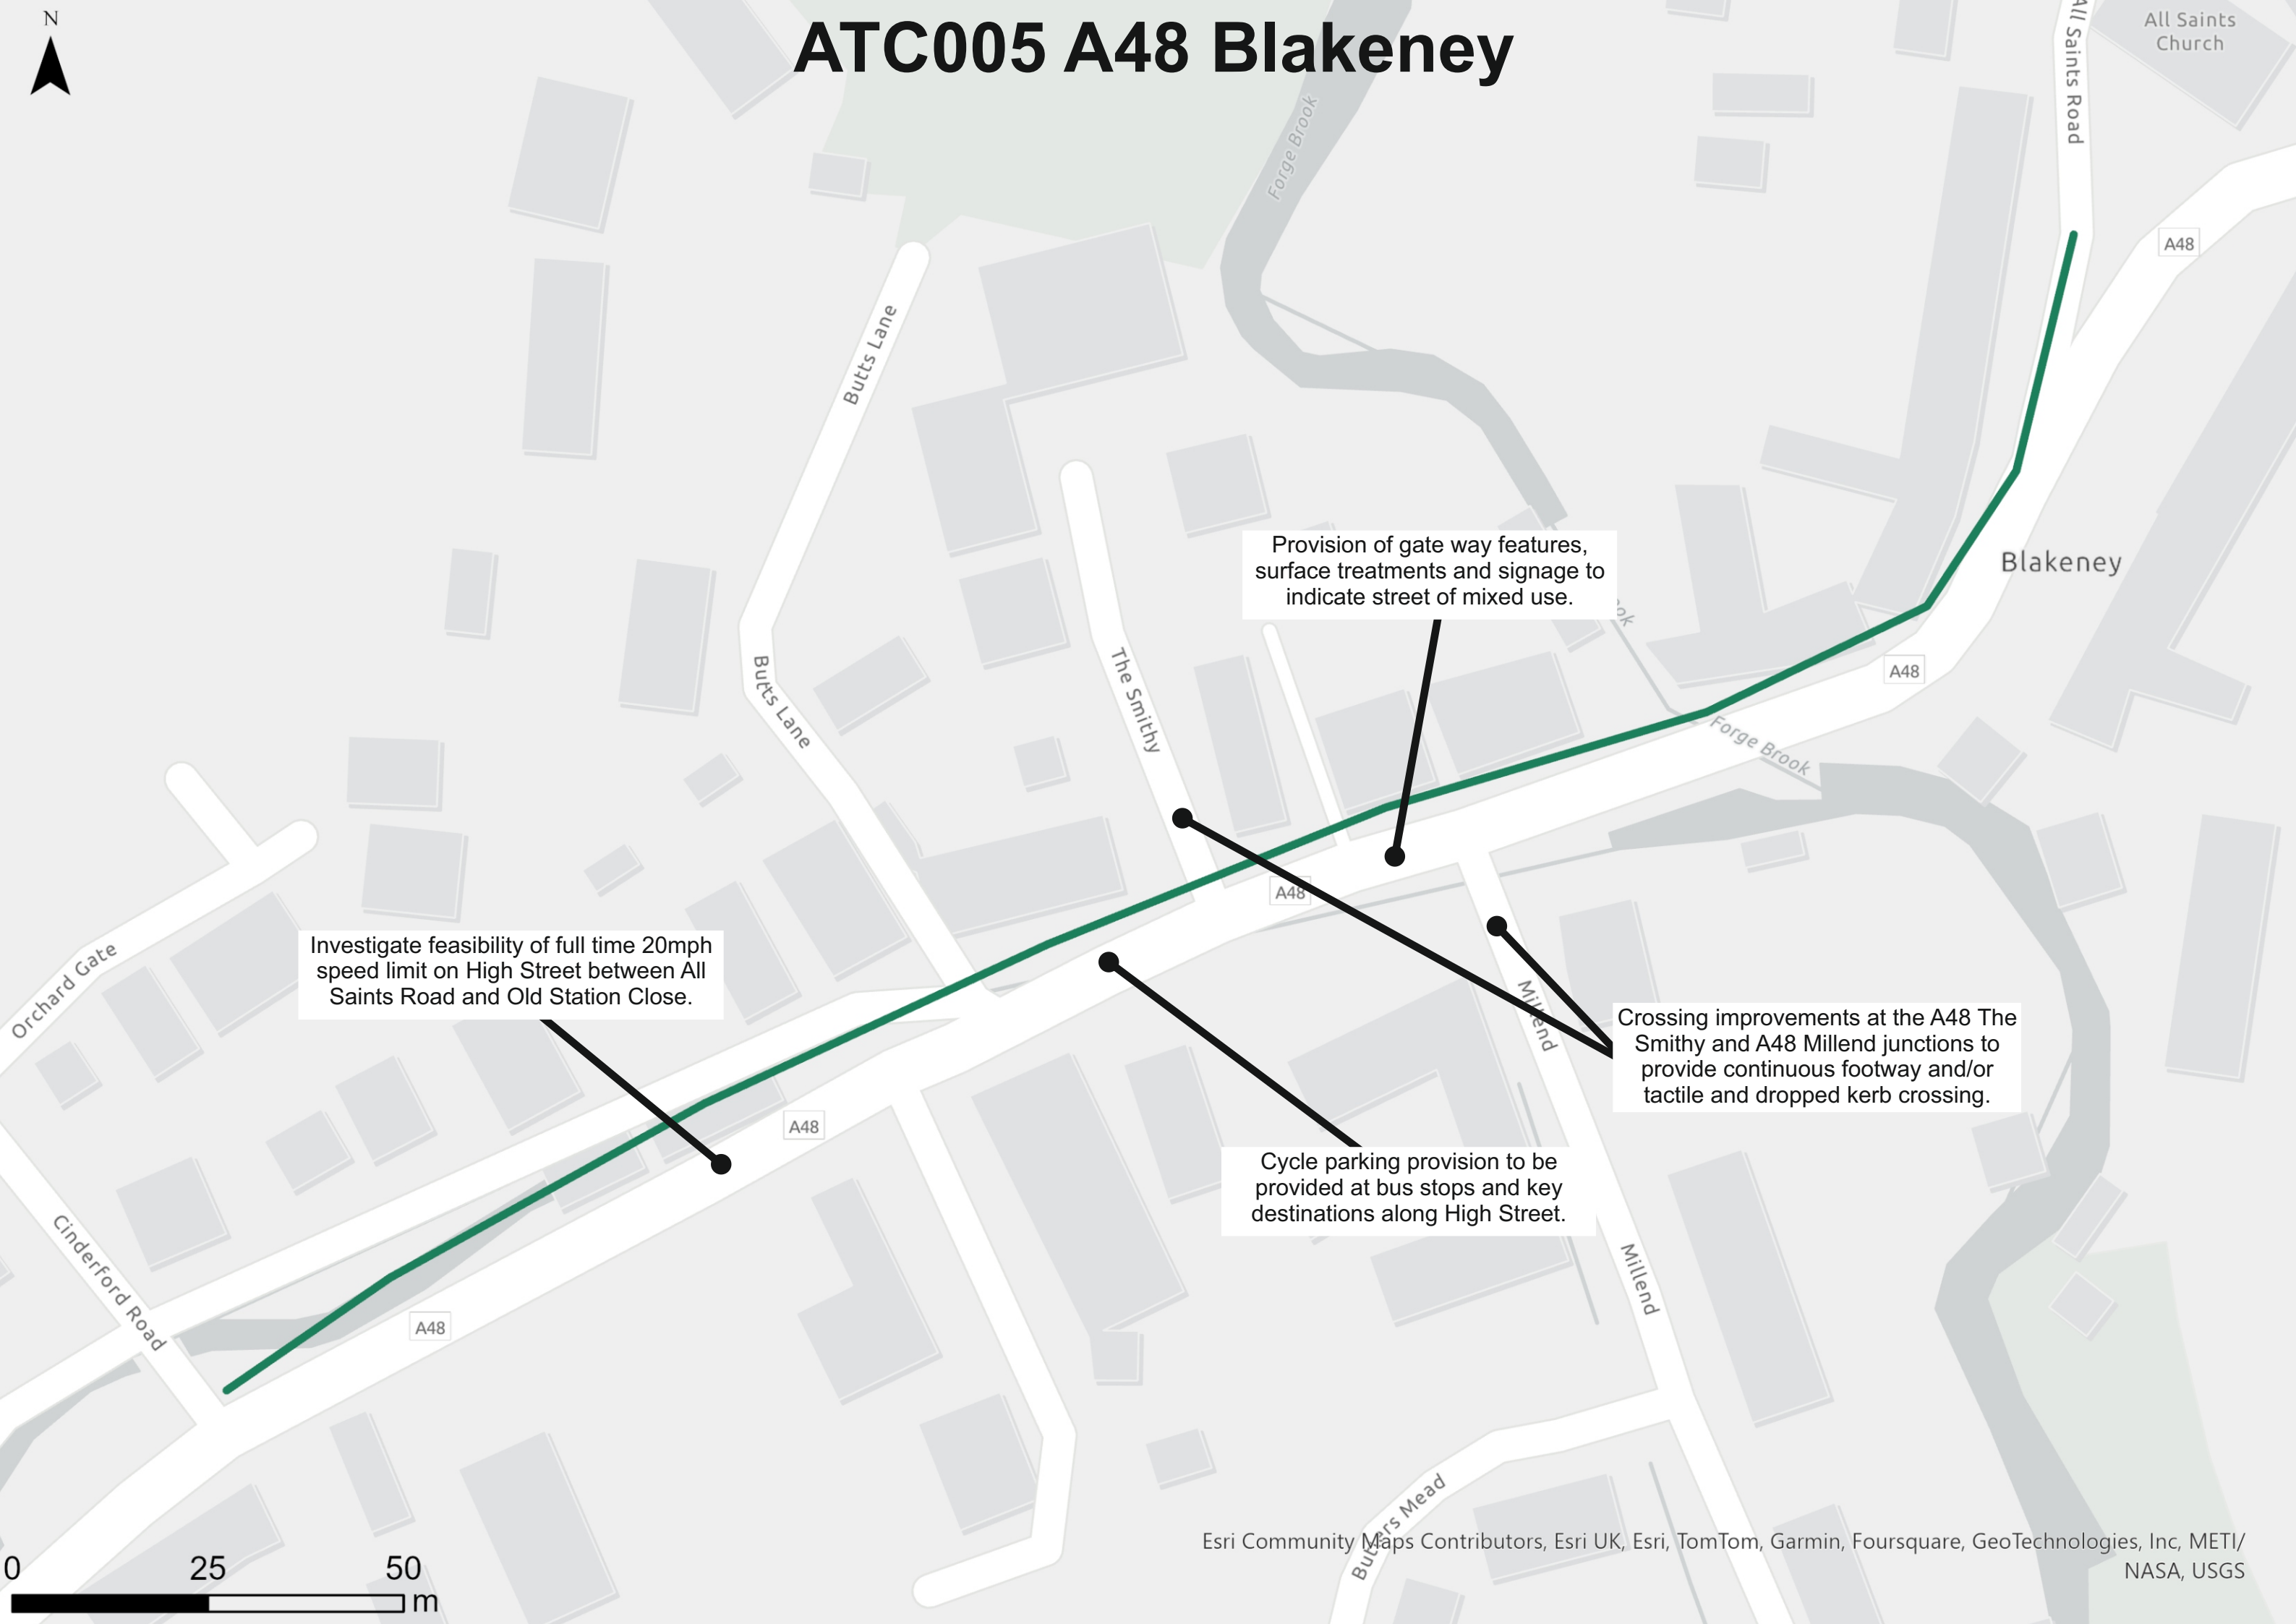 N
ATC005 A48 Blakeney
All Saints
Church
All Saints Road
Forge Brook
A48
Butts Lane
Provision of gate way features,
surface treatments and signage to
indicate street of mixed use.
Blakeney
Butts Lane
The Smithy
A48
Forge Brook
A48
Investigate feasibility of full time 20mph
speed limit on High Street between All
Saints Road and Old Station Close.
Orchard Gate
Millend
Crossing improvements at the A48 The
Smithy and A48 Millend junctions to
provide continuous footway and/or
tactile and dropped kerb crossing.
A48
Cycle parking provision to be
provided at bus stops and key
destinations along High Street.
Cinderford Road
Millend
A48
Butlers Mead
Esri Community Maps Contributors, Esri UK, Esri, TomTom, Garmin, Foursquare, GeoTechnologies, Inc, METI/
NASA, USGS
0 25 50
m